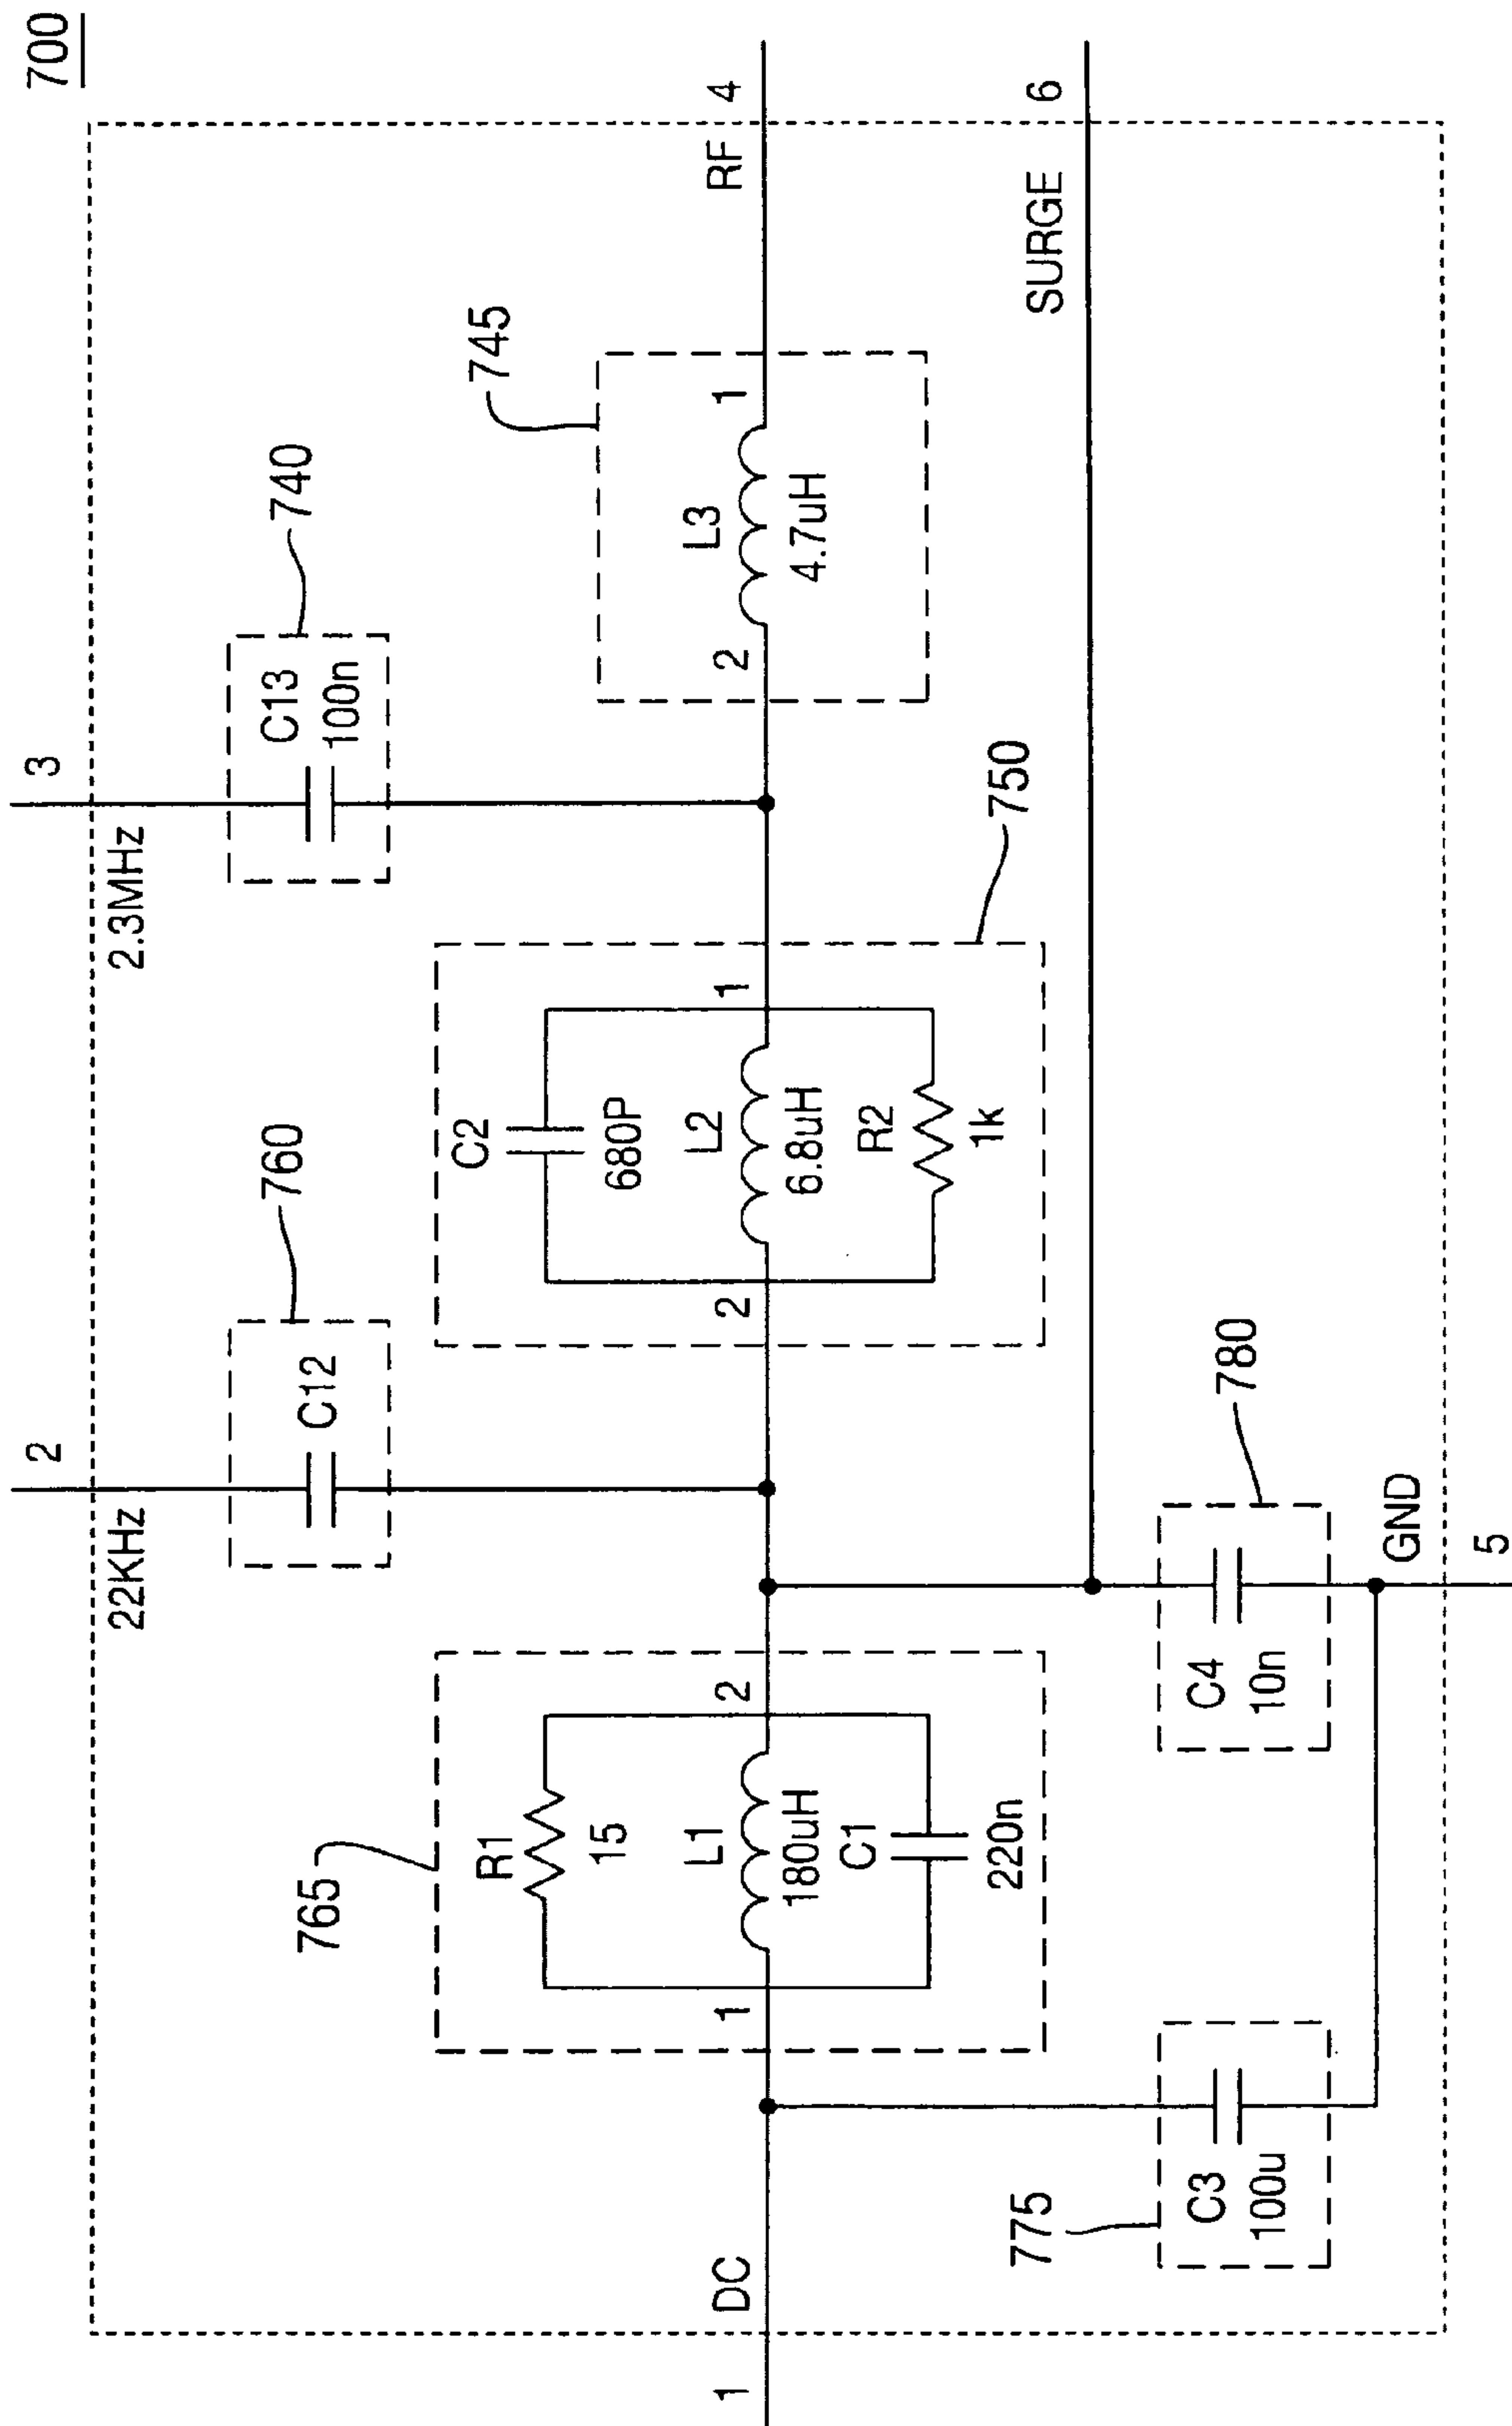 700
3
2.3MHz
2
22KHz
740
C13
100n
760
C12
745
L3
4.7uH
2
1
RF
4
750
C2
680P
L2
6.8uH
R2
1k
2
1
765
R1
15
L1
180uH
C1
220n
1
2
DC
1
SURGE
6
775
C3
100u
780
C4
10n
GND
5